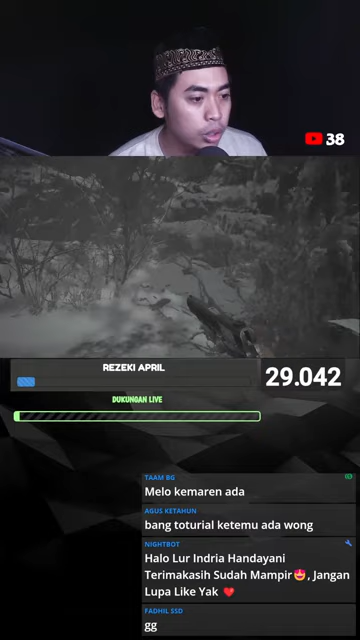 38
REZEKI APRIL
29.042
DUKUNGAN LIVE
TAAM BG
Melo kemaren ada
AGUS KETAHUN
bang toturial ketemu ada wong
NIGHTBOT
Halo Lur Indria Handayani
Terimakasih Sudah Mampir🤩, Jangan
Lupa Like Yak ❤️
FADHIL SSD
gg